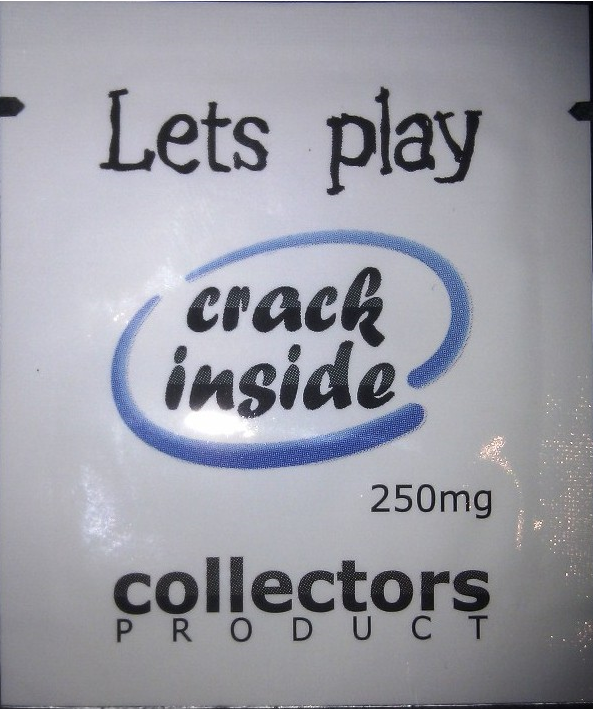 Lets play
crack
inside
250mg
collectors
PRODUCT